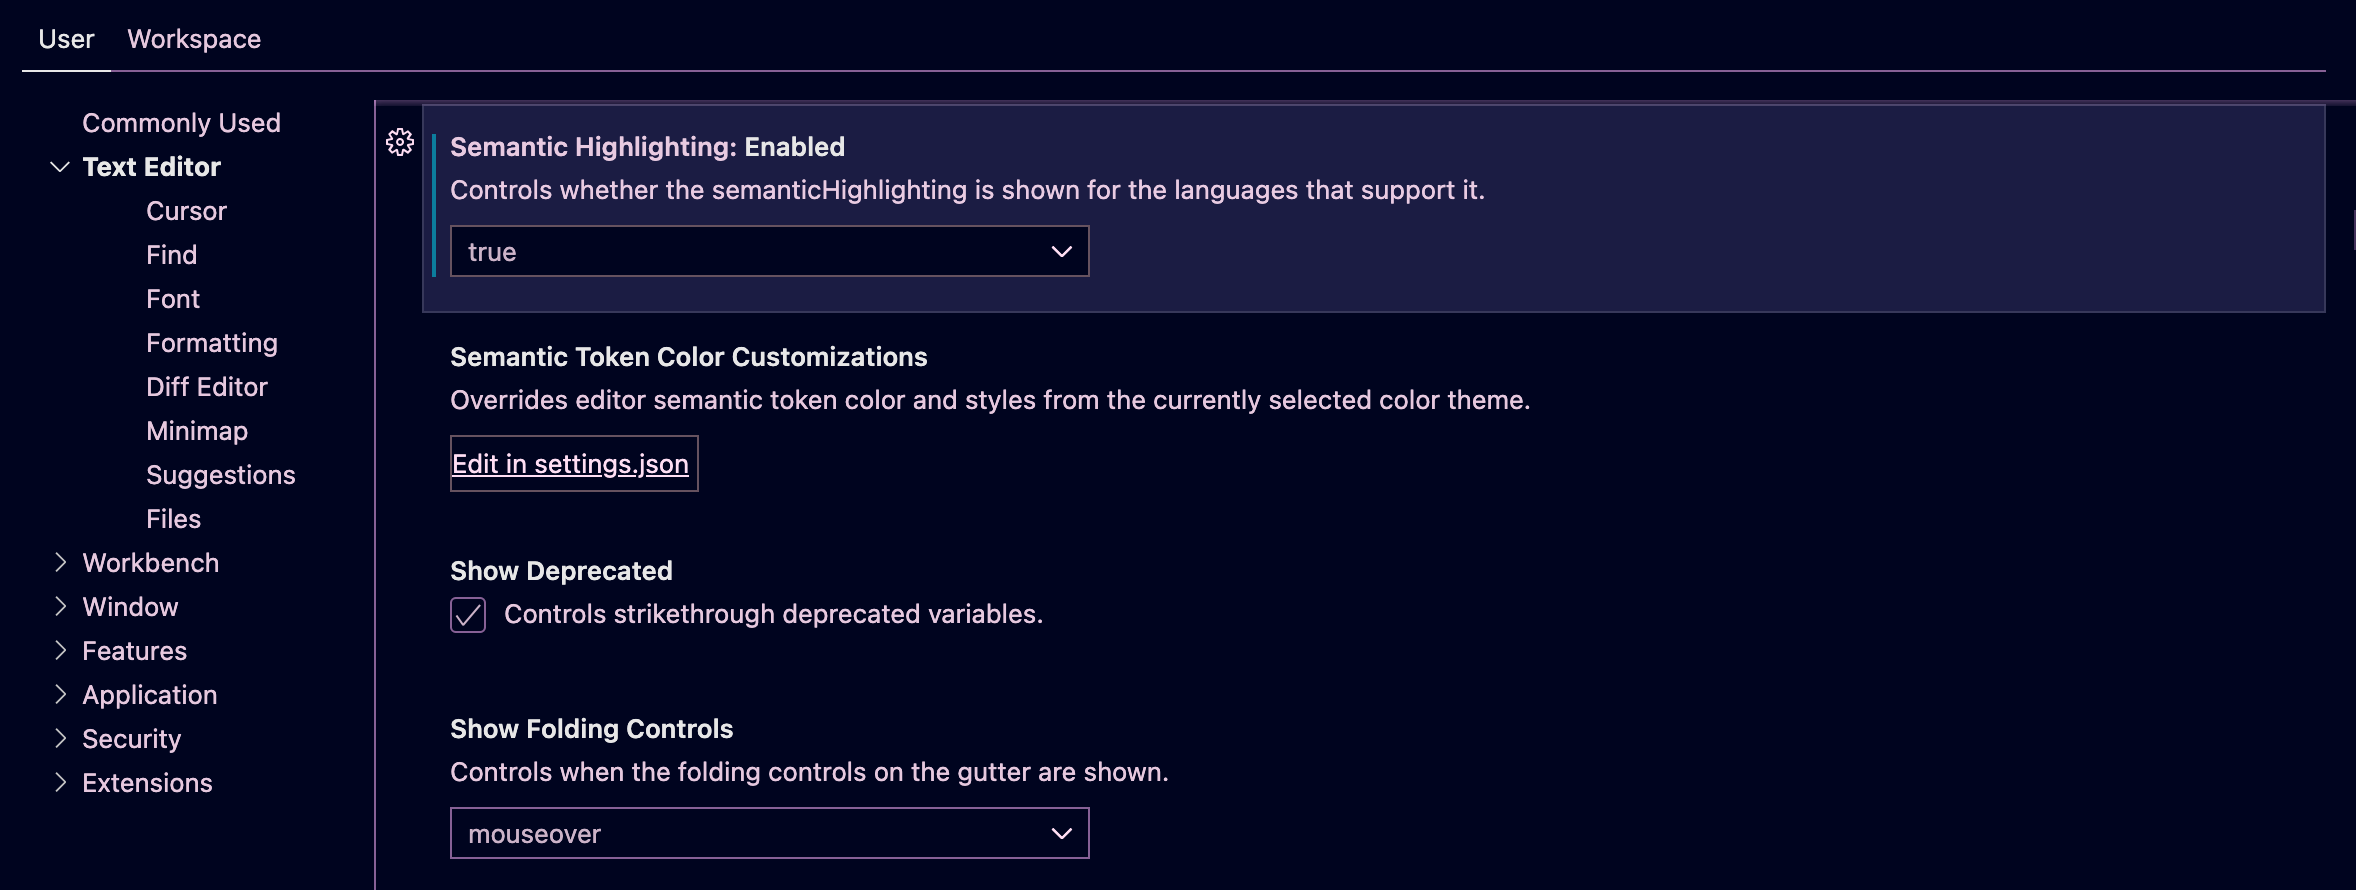 User Workspace
Commonly Used
Text Editor
Cursor
Find
Font
Formatting
Diff Editor
Minimap
Suggestions
Files
Workbench
Window
Features
Application
Security
Extensions
Semantic Highlighting: Enabled
Controls whether the semanticHighlighting is shown for the languages that support it.
true
Semantic Token Color Customizations
Overrides editor semantic token color and styles from the currently selected color theme.
Edit in settings.json
Show Deprecated
Controls strikethrough deprecated variables.
Show Folding Controls
Controls when the folding controls on the gutter are shown.
mouseover